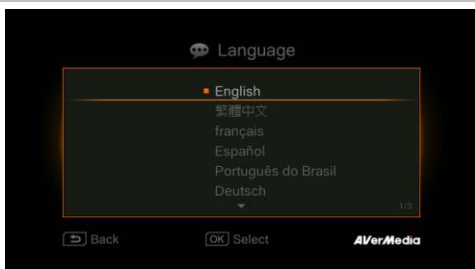 Language
English
繁體中文
français
Español
Português do Brasil
Deutsch
1/3
Back
OK Select
AVerMedia